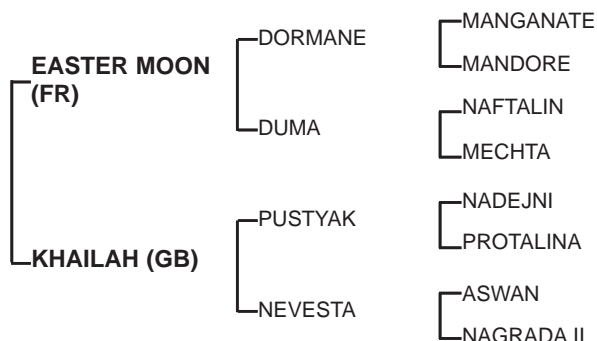 EASTER MOON
(FR)
KHAILAH (GB)
DORMANE
DUMA
PUSTYAK
NEVESTA
MANGANATE
MANDORE
NAFTALIN
MECHTA
NADEJNI
PROTALINA
ASWAN
NAGRADA II